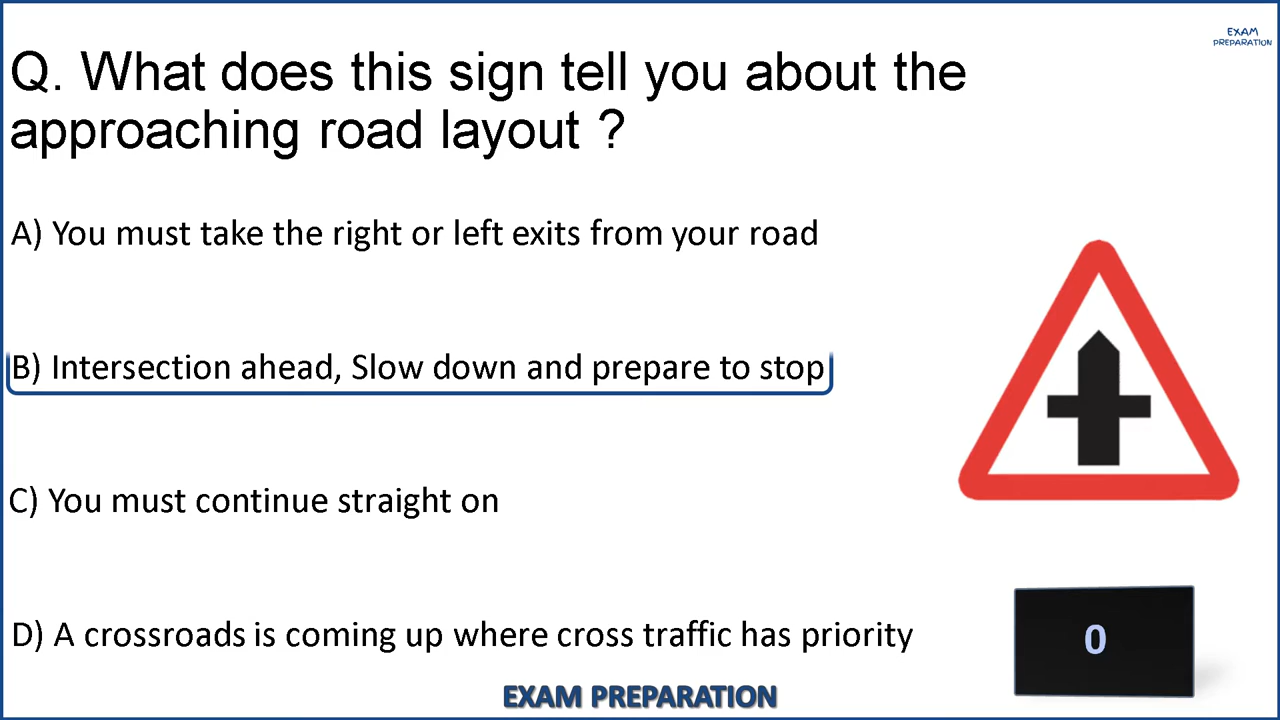 EXAM
PREPARATION
Q. What does this sign tell you about the
approaching road layout ?
A) You must take the right or left exits from your road
B) Intersection ahead, Slow down and prepare to stop
C) You must continue straight on
D) A crossroads is coming up where cross traffic has priority
0
EXAM PREPARATION